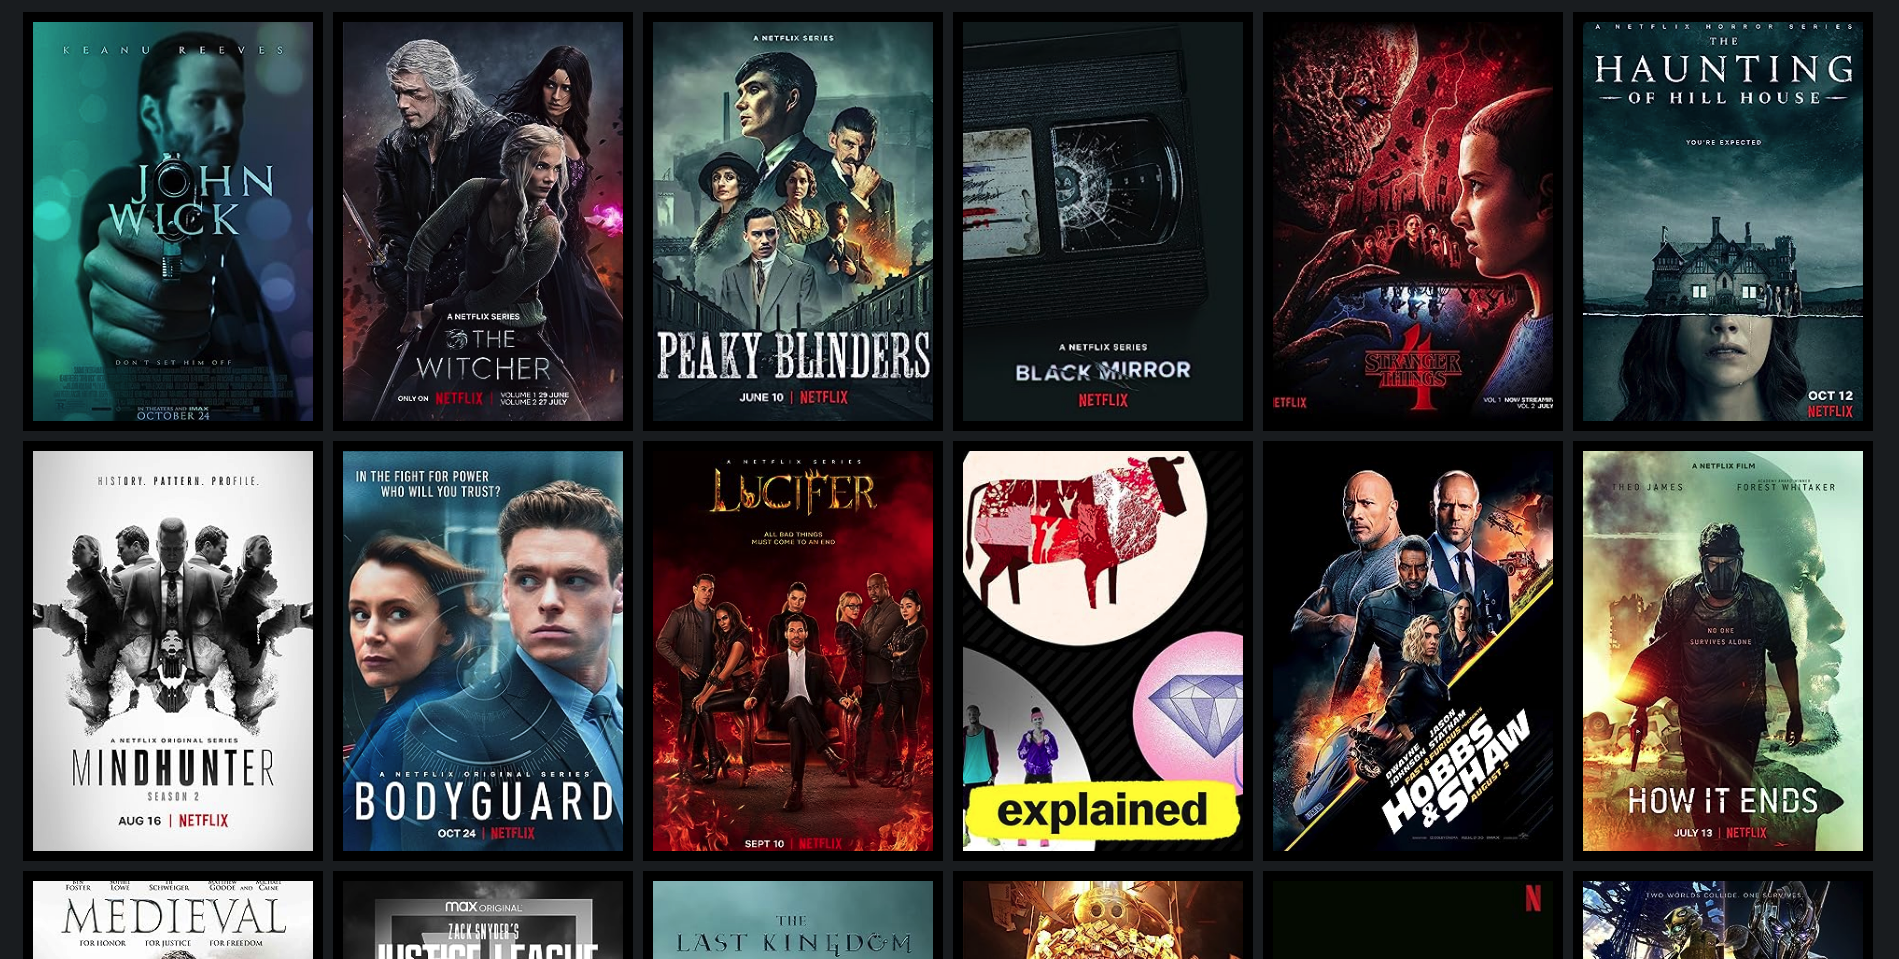 KEANU REEVES
JOHN
WICK
DON'T SET HIM OFF
IN THEATERS AND IMAX
OCTOBER 24
A NETFLIX SERIES
THE
WITCHER
ONLY ON NETFLIX | VOLUME 1 29 JUNE
VOLUME 2 27 JULY
A NETFLIX SERIES
PEAKY BLINDERS
JUNE 10 | NETFLIX
A NETFLIX SERIES
BLACK MIRROR
NETFLIX
STRANGER
THINGS
4
ETFLIX
VOL 1 NOW STREAMIN
VOL 2 JULY
A NETFLIX HORROR SERIES
THE
HAUNTING
OF HILL HOUSE
YOU'RE EXPECTED
OCT 12
NETFLIX
HISTORY. PATTERN. PROFILE.
A NETFLIX ORIGINAL SERIES
MINDHUNTER
SEASON 2
AUG 16 | NETFLIX
IN THE FIGHT FOR POWER
WHO WILL YOU TRUST?
A NETFLIX ORIGINAL SERIES
BODYGUARD
OCT 24 | NETFLIX
A NETFLIX SERIES
LUCIFER
ALL BAD THINGS
MUST COME TO AN END
SEPT 10 | NETFLIX
explained
DWAYNE JASON
JOHNSON STATHAM
FAST & FURIOUS PRESENTS
HOBBS
& SHAW
AUGUST 2
A NETFLIX FILM
THEO JAMES
ACADEMY AWARD WINNER
FOREST WHITAKER
NO ONE
SURVIVES ALONE
HOW IT ENDS
JULY 13 | NETFLIX
BEN SOPHIE TIL MATTHEW MICHAEL
FOSTER LOWE SCHWEIGER GOODE AND CAINE
MEDIEVAL
FOR HONOR FOR JUSTICE FOR FREEDOM
max ORIGINAL
ZACK SNYDER'S
JUSTICE LEAGUE
THE
LAST KINGDOM
N
TWO WORLDS COLLIDE. ONE SURVIVES.